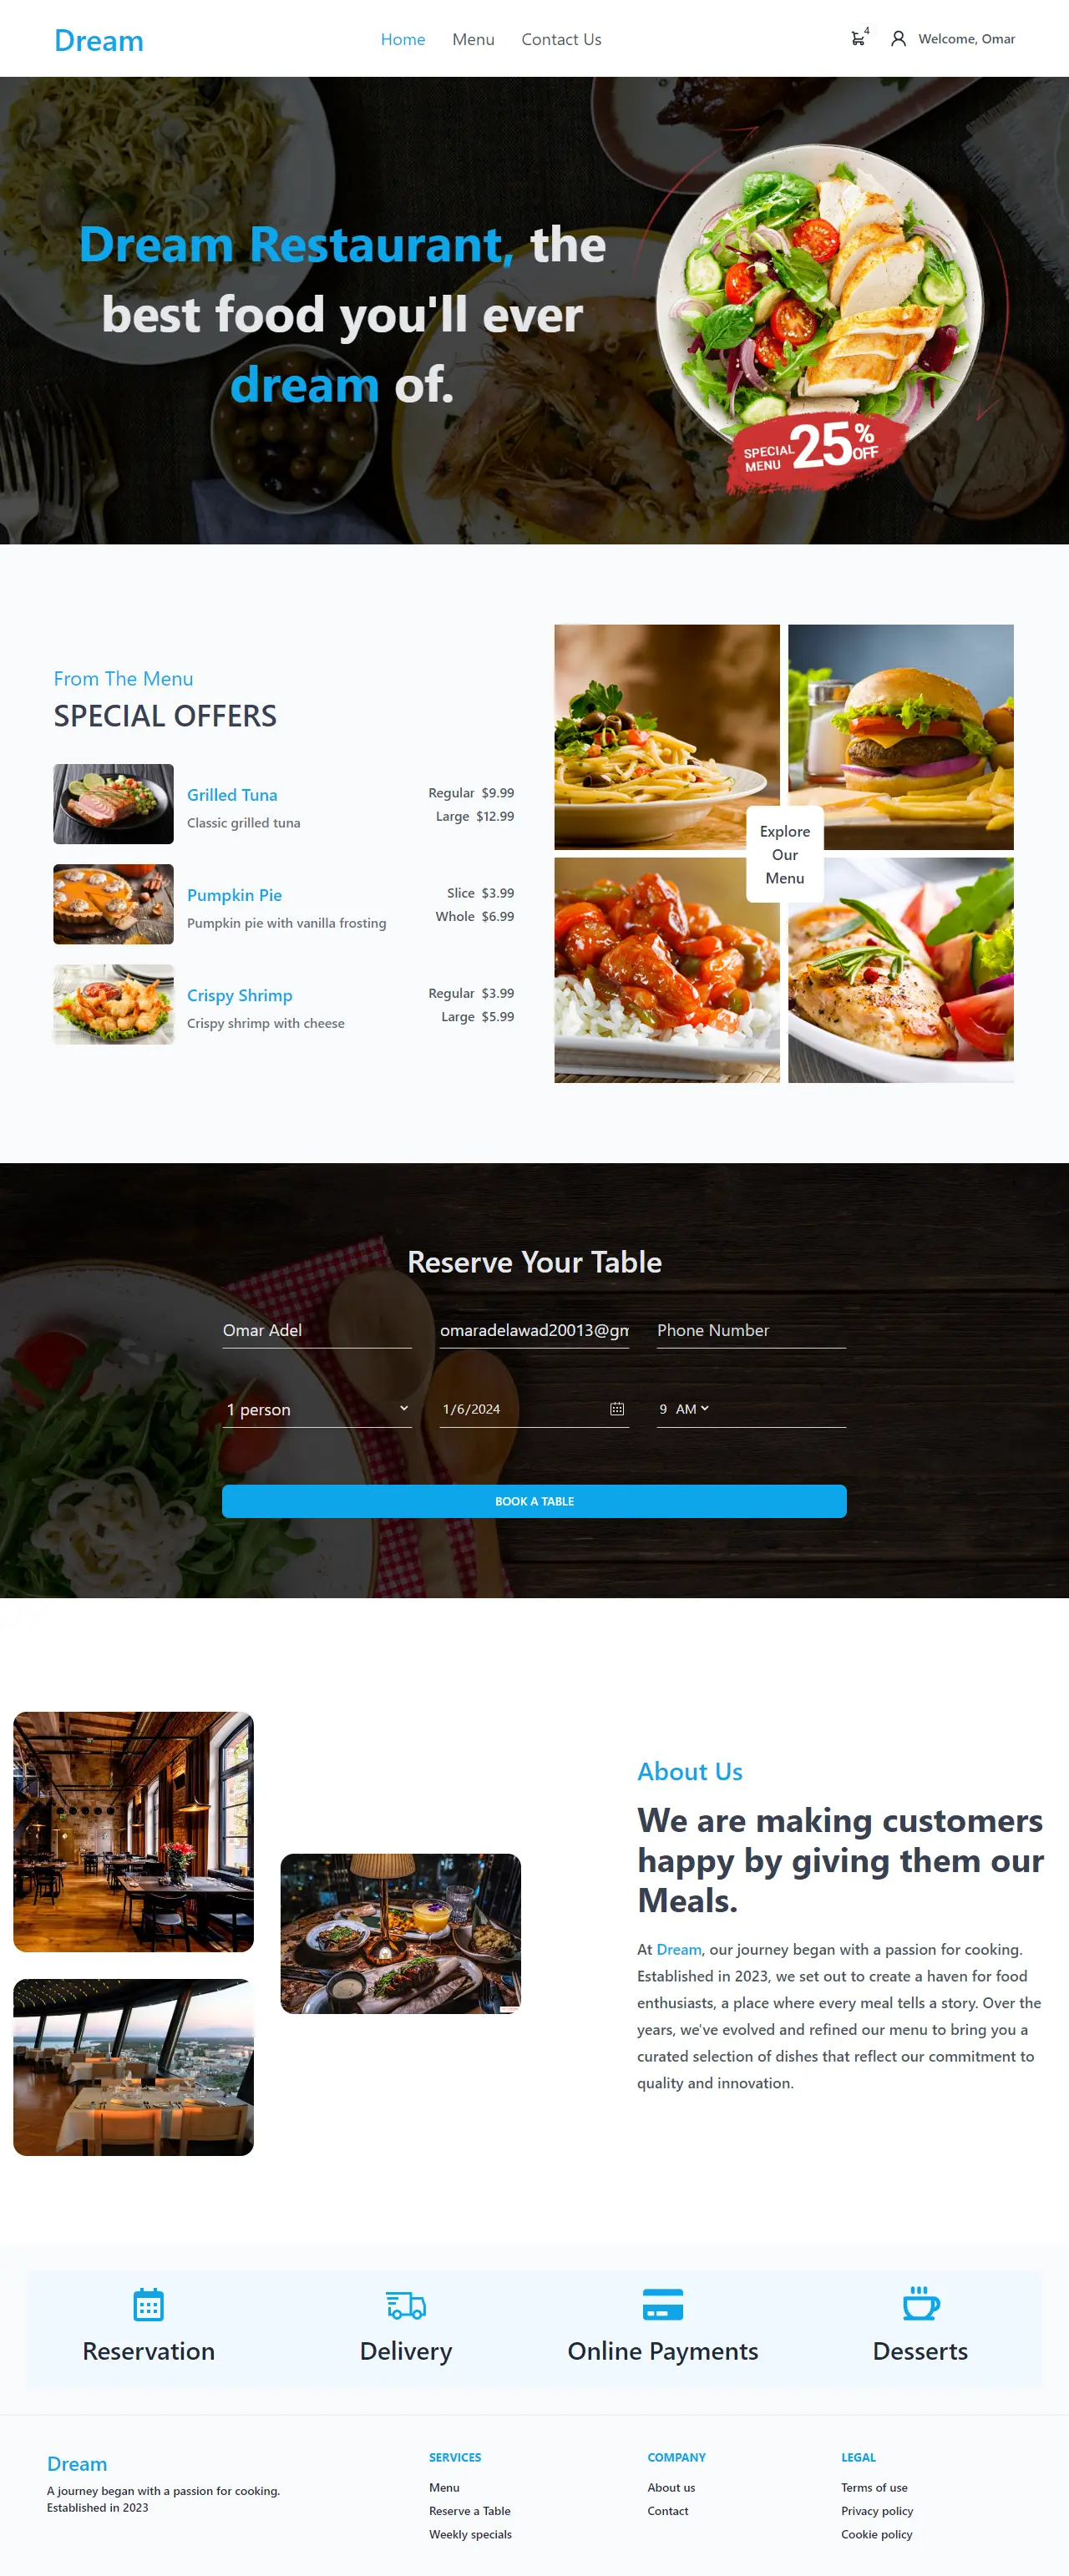 Dream
Home
Menu
Contact Us
4
Welcome, Omar
Dream Restaurant, the
best food you'll ever
dream of.
SPECIAL
MENU
25%
OFF
From The Menu
SPECIAL OFFERS
Grilled Tuna
Classic grilled tuna
Regular $9.99
Large $12.99
Pumpkin Pie
Pumpkin pie with vanilla frosting
Slice $3.99
Whole $6.99
Crispy Shrimp
Crispy shrimp with cheese
Regular $3.99
Large $5.99
Explore
Our
Menu
Reserve Your Table
Omar Adel
omaradelawad20013@gm
Phone Number
1 person
1/6/2024
9 AM
BOOK A TABLE
About Us
We are making customers
happy by giving them our
Meals.
At Dream, our journey began with a passion for cooking.
Established in 2023, we set out to create a haven for food
enthusiasts, a place where every meal tells a story. Over the
years, we've evolved and refined our menu to bring you a
curated selection of dishes that reflect our commitment to
quality and innovation.
Reservation
Delivery
Online Payments
Desserts
Dream
A journey began with a passion for cooking.
Established in 2023
SERVICES
Menu
Reserve a Table
Weekly specials
COMPANY
About us
Contact
LEGAL
Terms of use
Privacy policy
Cookie policy